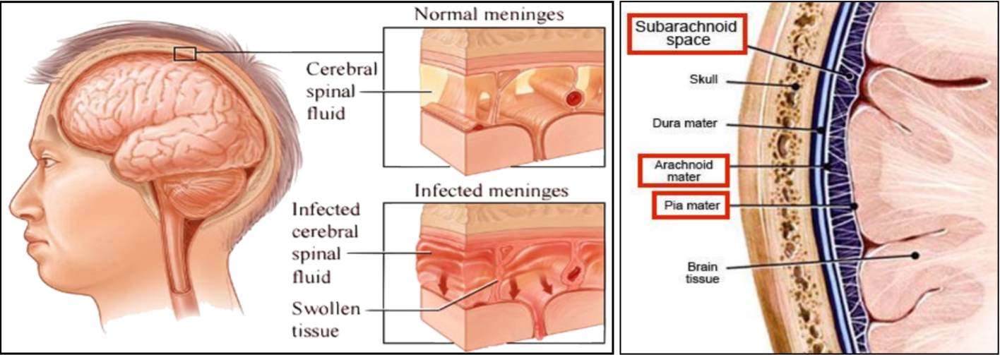 Normal meninges
Cerebral
spinal
fluid
Infected meninges
Infected
cerebral
spinal
fluid
Swollen
tissue
Subarachnoid
space
Skull
Dura mater
Arachnoid
mater
Pia mater
Brain
tissue